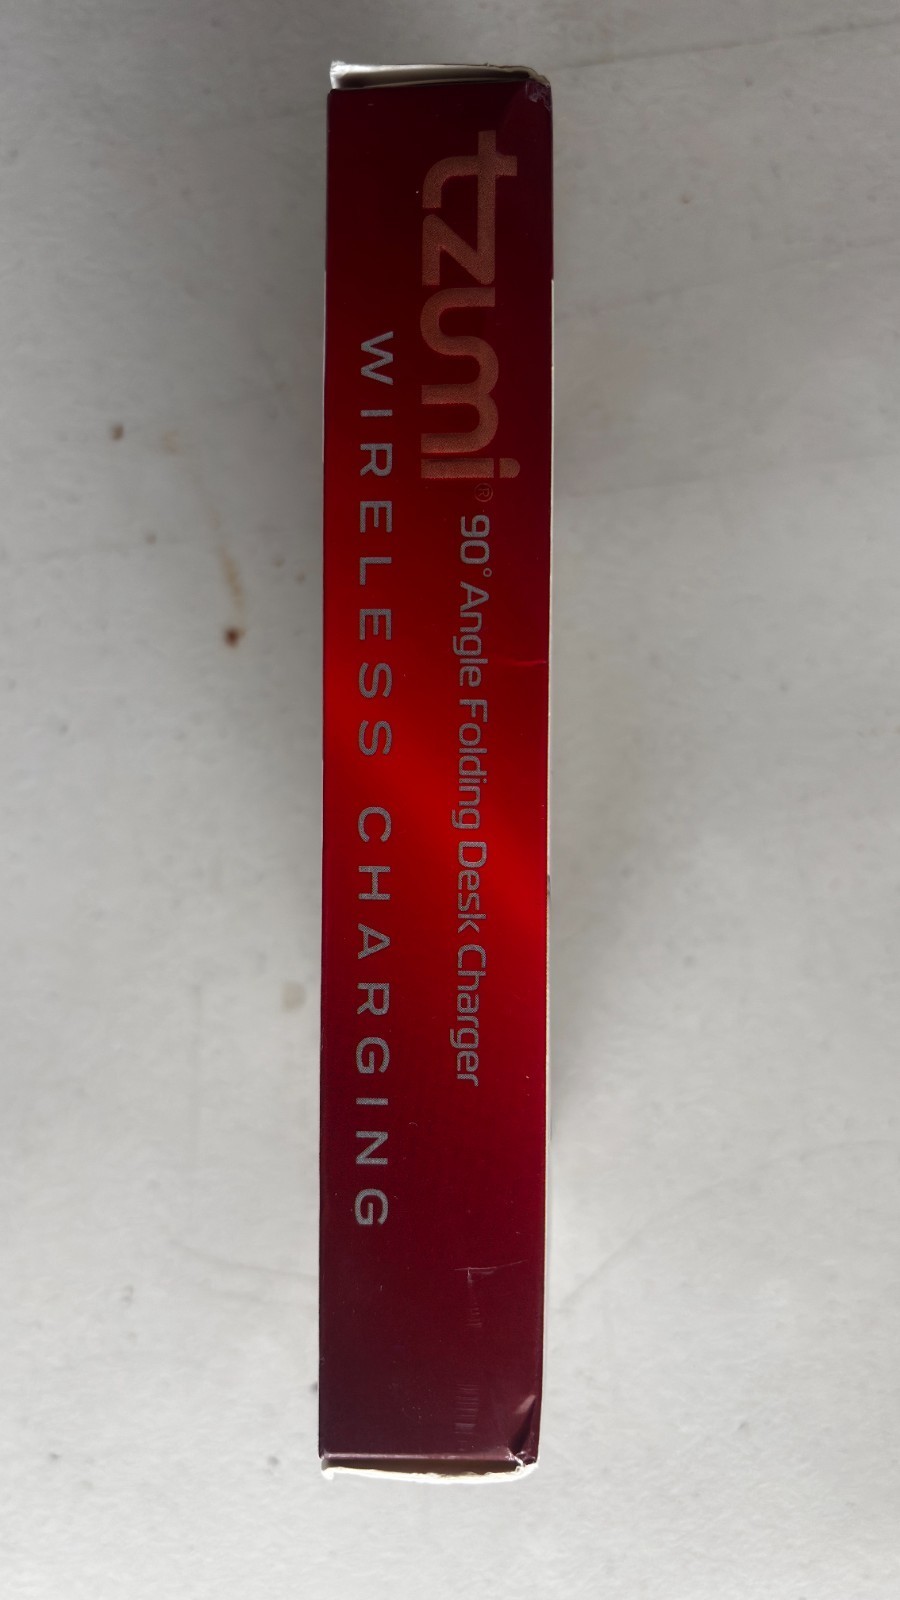 tzumi® 90° Angle Folding Desk Charger
WIRELESS CHARGING